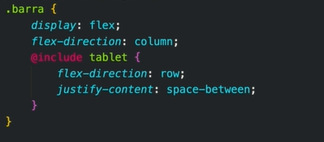 .barra {
    display: flex;
    flex-direction: column;
    @include tablet {
        flex-direction: row;
        justify-content: space-between;
    }
}